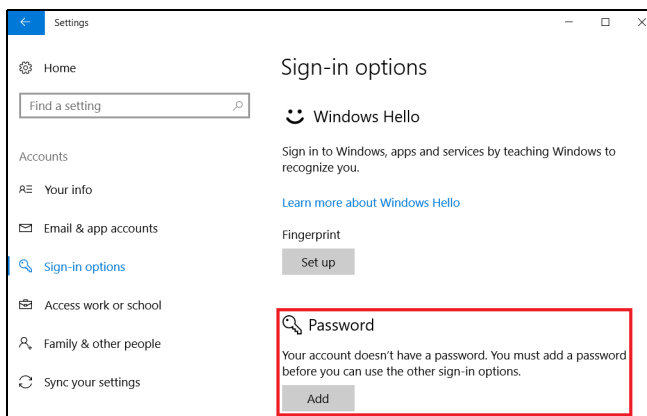 Settings
Home
Find a setting
Accounts
Your info
Email & app accounts
Sign-in options
Access work or school
Family & other people
Sync your settings
Sign-in options
Windows Hello
Sign in to Windows, apps and services by teaching Windows to
recognize you.
Learn more about Windows Hello
Fingerprint
Set up
Password
Your account doesn't have a password. You must add a password
before you can use the other sign-in options.
Add